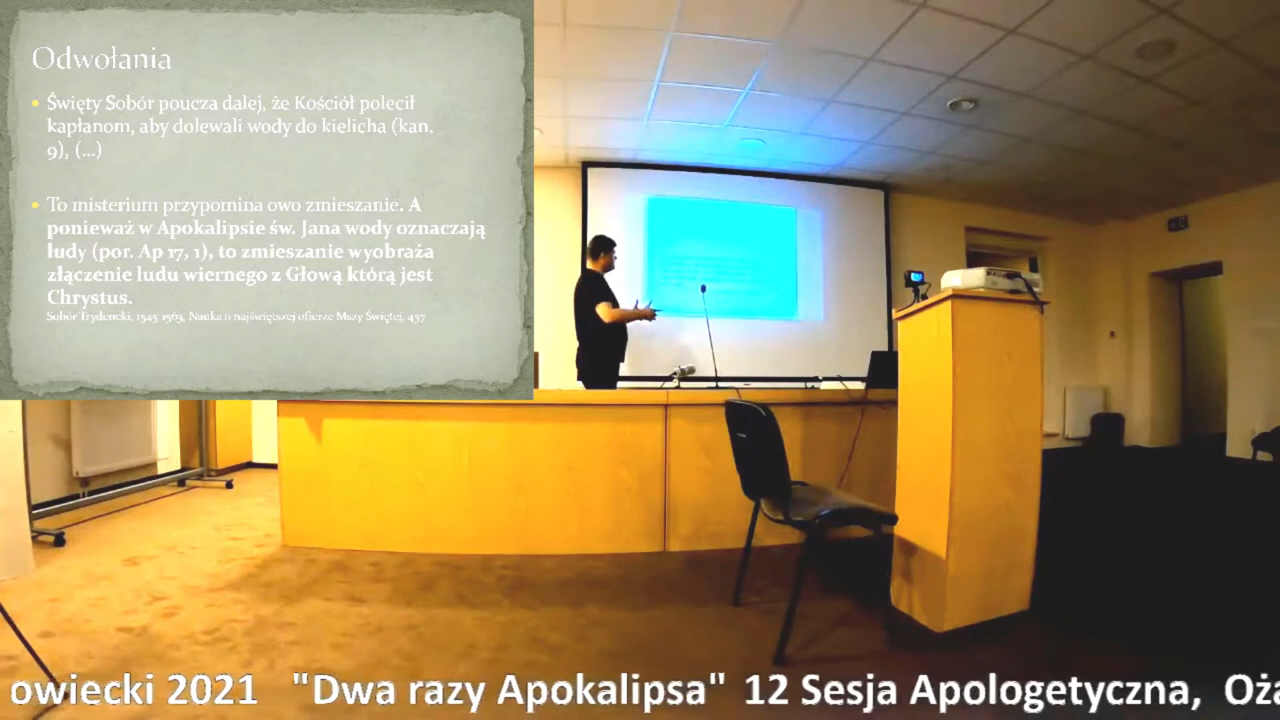 Odwołania
Święty Sobór poucza dalej, że Kościół polecił
kapłanom, aby dolewali wody do kielicha (kan.
9), (...)
To misterium przypomina owo zmieszanie. A
ponieważ w Apokalipsie św. Jana wody oznaczają
ludy (por. Ap 17, 1), to zmieszanie wyobraża
złączenie ludu wiernego z Głową którą jest
Chrystus.
Sobór Trydencki, 1545-1563, Nauka o najświętszej ofierze Mszy Świętej, 457
owiecki 2021 "Dwa razy Apokalipsa" 12 Sesja Apologetyczna, Oża